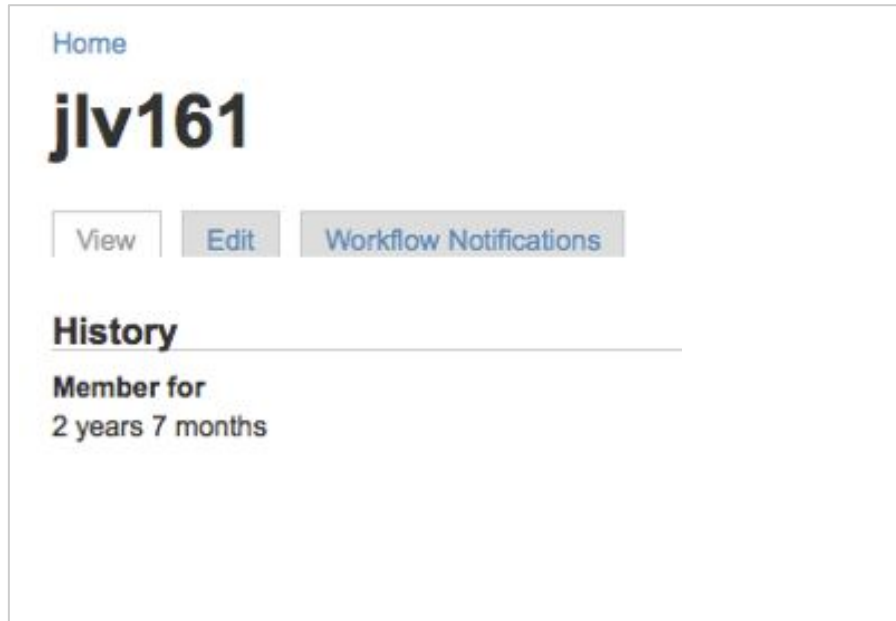 Home
jlv161
View Edit Workflow Notifications
History
Member for
2 years 7 months